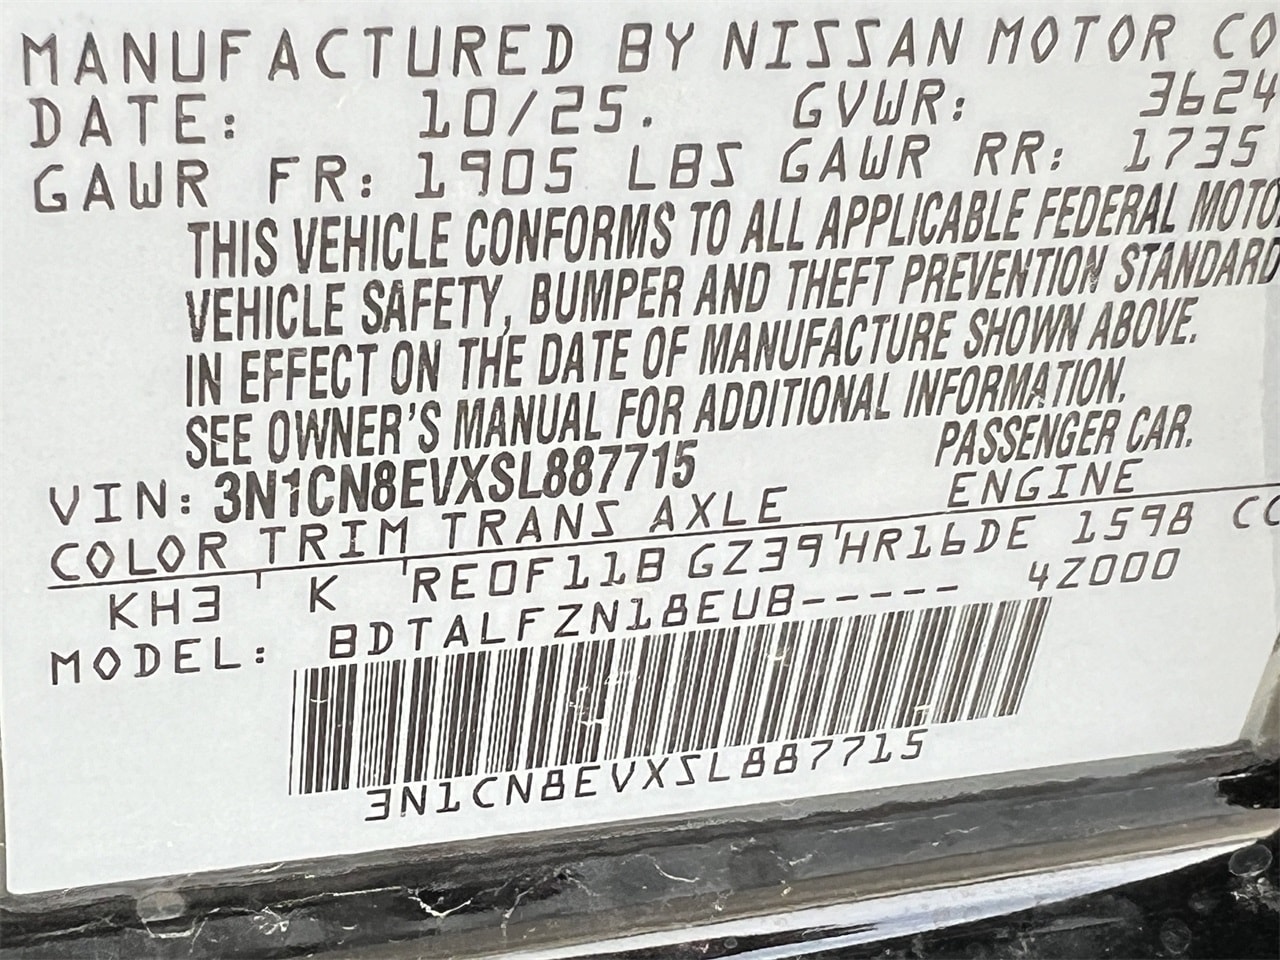 MANUFACTURED BY NISSAN MOTOR CO
DATE: 10/25. GVWR: 3624
GAWR FR: 1905 LBS GAWR RR: 1735
THIS VEHICLE CONFORMS TO ALL APPLICABLE FEDERAL MOTO
VEHICLE SAFETY, BUMPER AND THEFT PREVENTION STANDARD
IN EFFECT ON THE DATE OF MANUFACTURE SHOWN ABOVE.
SEE OWNER'S MANUAL FOR ADDITIONAL INFORMATION.
VIN: 3N1CN8EVXSL887715 PASSENGER CAR.
COLOR TRIM TRANS AXLE ENGINE
KH3 K RE0F11B GZ39 HR16DE 1598 CC
MODEL: BDTALFZN18EUB----- 4Z000
3N1CN8EVXSL887715